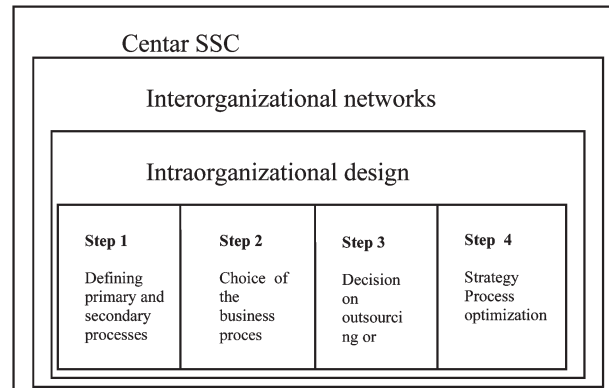 Centar SSC
Interorganizational networks
Intraorganizational design
Step 1
Defining
primary and
secondary
processes
Step 2
Choice of
the
business
proces
Step 3
Decision
on
outsourci
ng or
Step 4
Strategy
Process
optimization